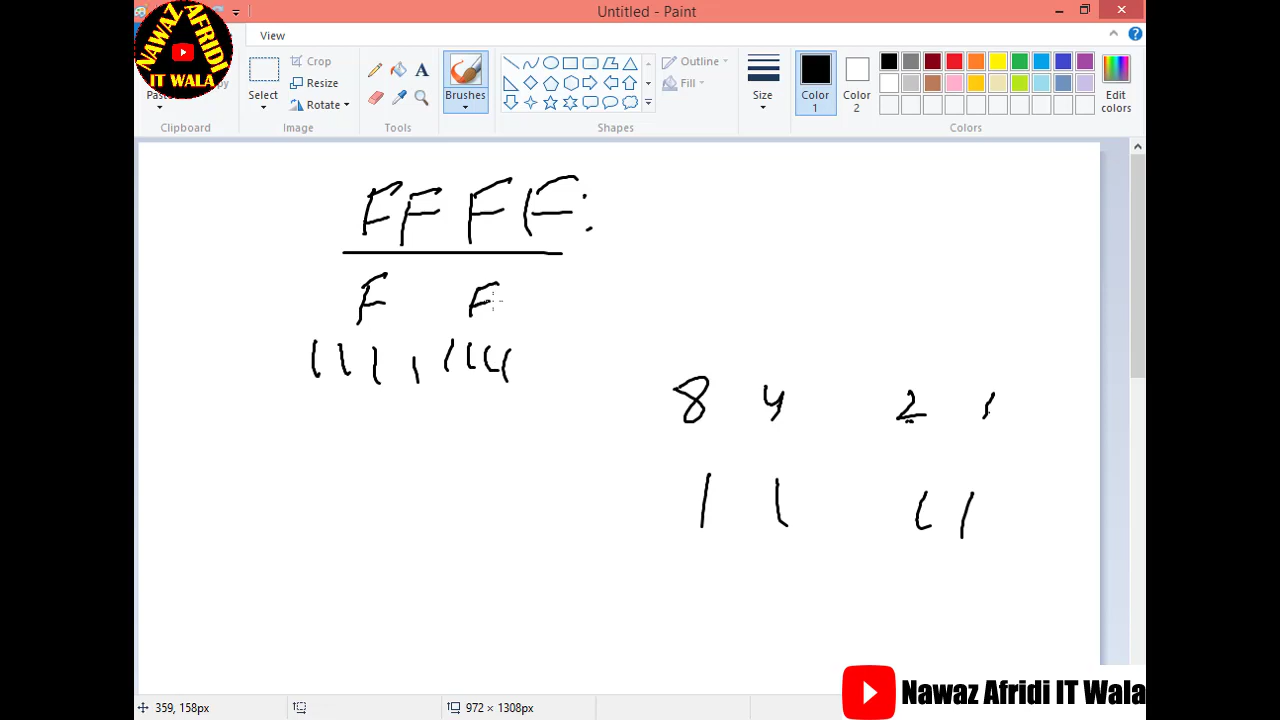 Untitled - Paint
NAWAZ AFRIDI
IT WALA
View
Paste
Select
Crop
Resize
Rotate
A
Brushes
Outline
Fill
Size
Color 1
Color 2
Edit colors
Clipboard
Image
Tools
Shapes
Colors
FFFF:
F F
1111 1111
8 4 2 1
1 1 1 1
Nawaz Afridi IT Wala
359, 158px
972 × 1308px